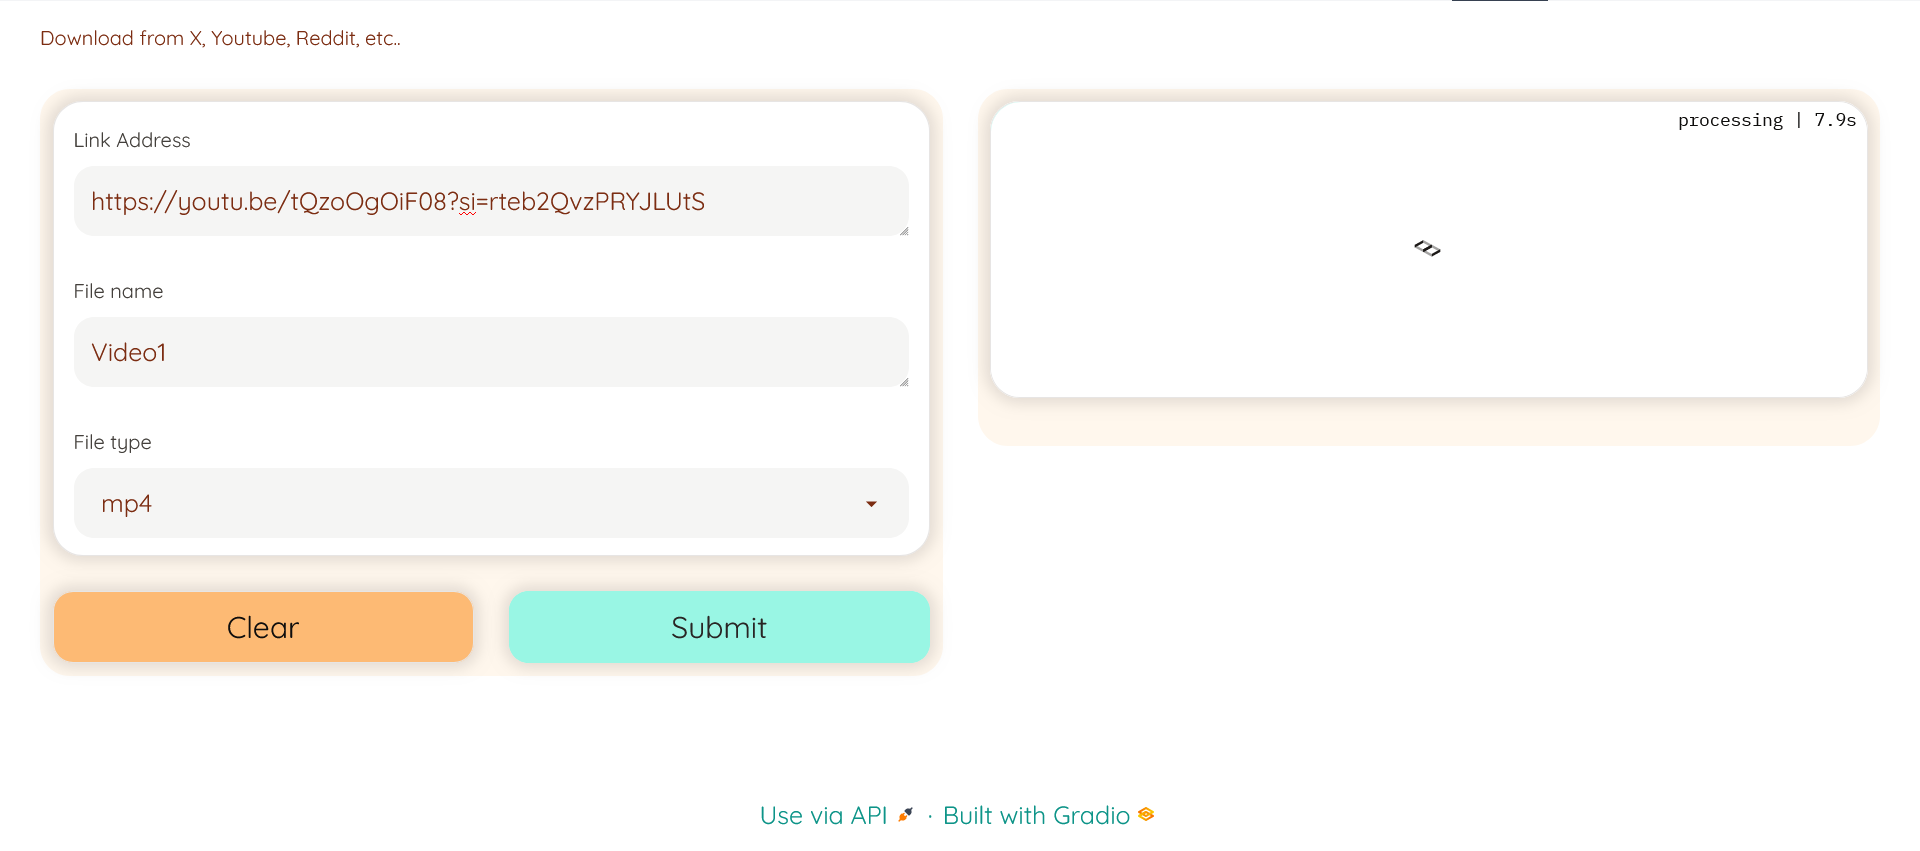 Download from X, Youtube, Reddit, etc..
Link Address
https://youtu.be/tQzoOgOiF08?si=rteb2QvzPRYJLUtS
File name
Video1
File type
mp4
Clear
Submit
processing | 7.9s
Use via API · Built with Gradio